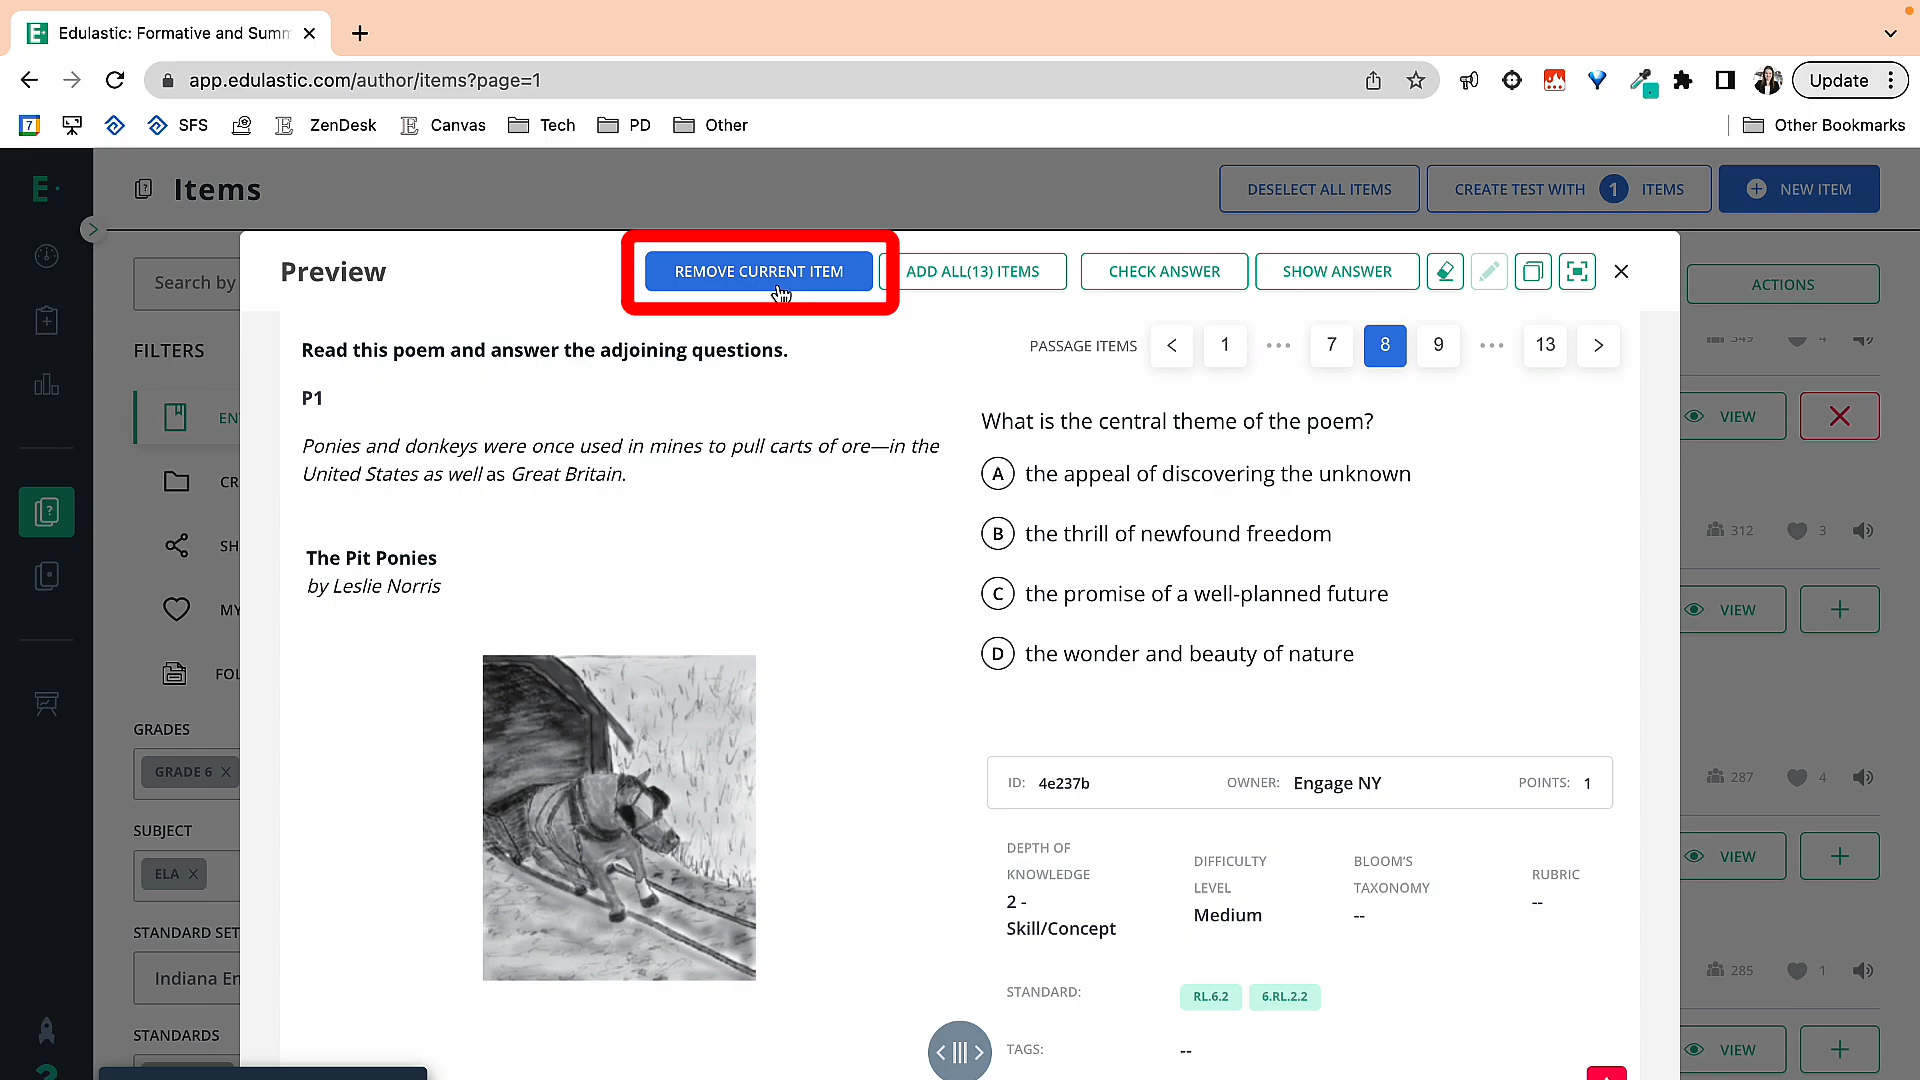 Edulastic: Formative and Summ
app.edulastic.com/author/items?page=1
Update
7 SFS ZenDesk Canvas Tech PD Other Other Bookmarks
E
Items
DESELECT ALL ITEMS
CREATE TEST WITH 1 ITEMS
NEW ITEM
Search by
Preview
REMOVE CURRENT ITEM
ADD ALL(13) ITEMS
CHECK ANSWER
SHOW ANSWER
ACTIONS
FILTERS
EN
CR
SH
MY
FOL
GRADES
GRADE 6 X
SUBJECT
ELA X
STANDARD SET
Indiana En
STANDARDS
Read this poem and answer the adjoining questions.
P1
Ponies and donkeys were once used in mines to pull carts of ore—in the
United States as well as Great Britain.
The Pit Ponies
by Leslie Norris
PASSAGE ITEMS < 1 ••• 7 8 9 ••• 13 >
What is the central theme of the poem?
A the appeal of discovering the unknown
B the thrill of newfound freedom
C the promise of a well-planned future
D the wonder and beauty of nature
ID: 4e237b OWNER: Engage NY POINTS: 1
DEPTH OF
KNOWLEDGE
2 -
Skill/Concept
DIFFICULTY
LEVEL
Medium
BLOOM'S
TAXONOMY
--
RUBRIC
--
STANDARD: RL.6.2 6.RL.2.2
TAGS: --
4
VIEW
312 3
VIEW
287 4
VIEW
285 1
VIEW